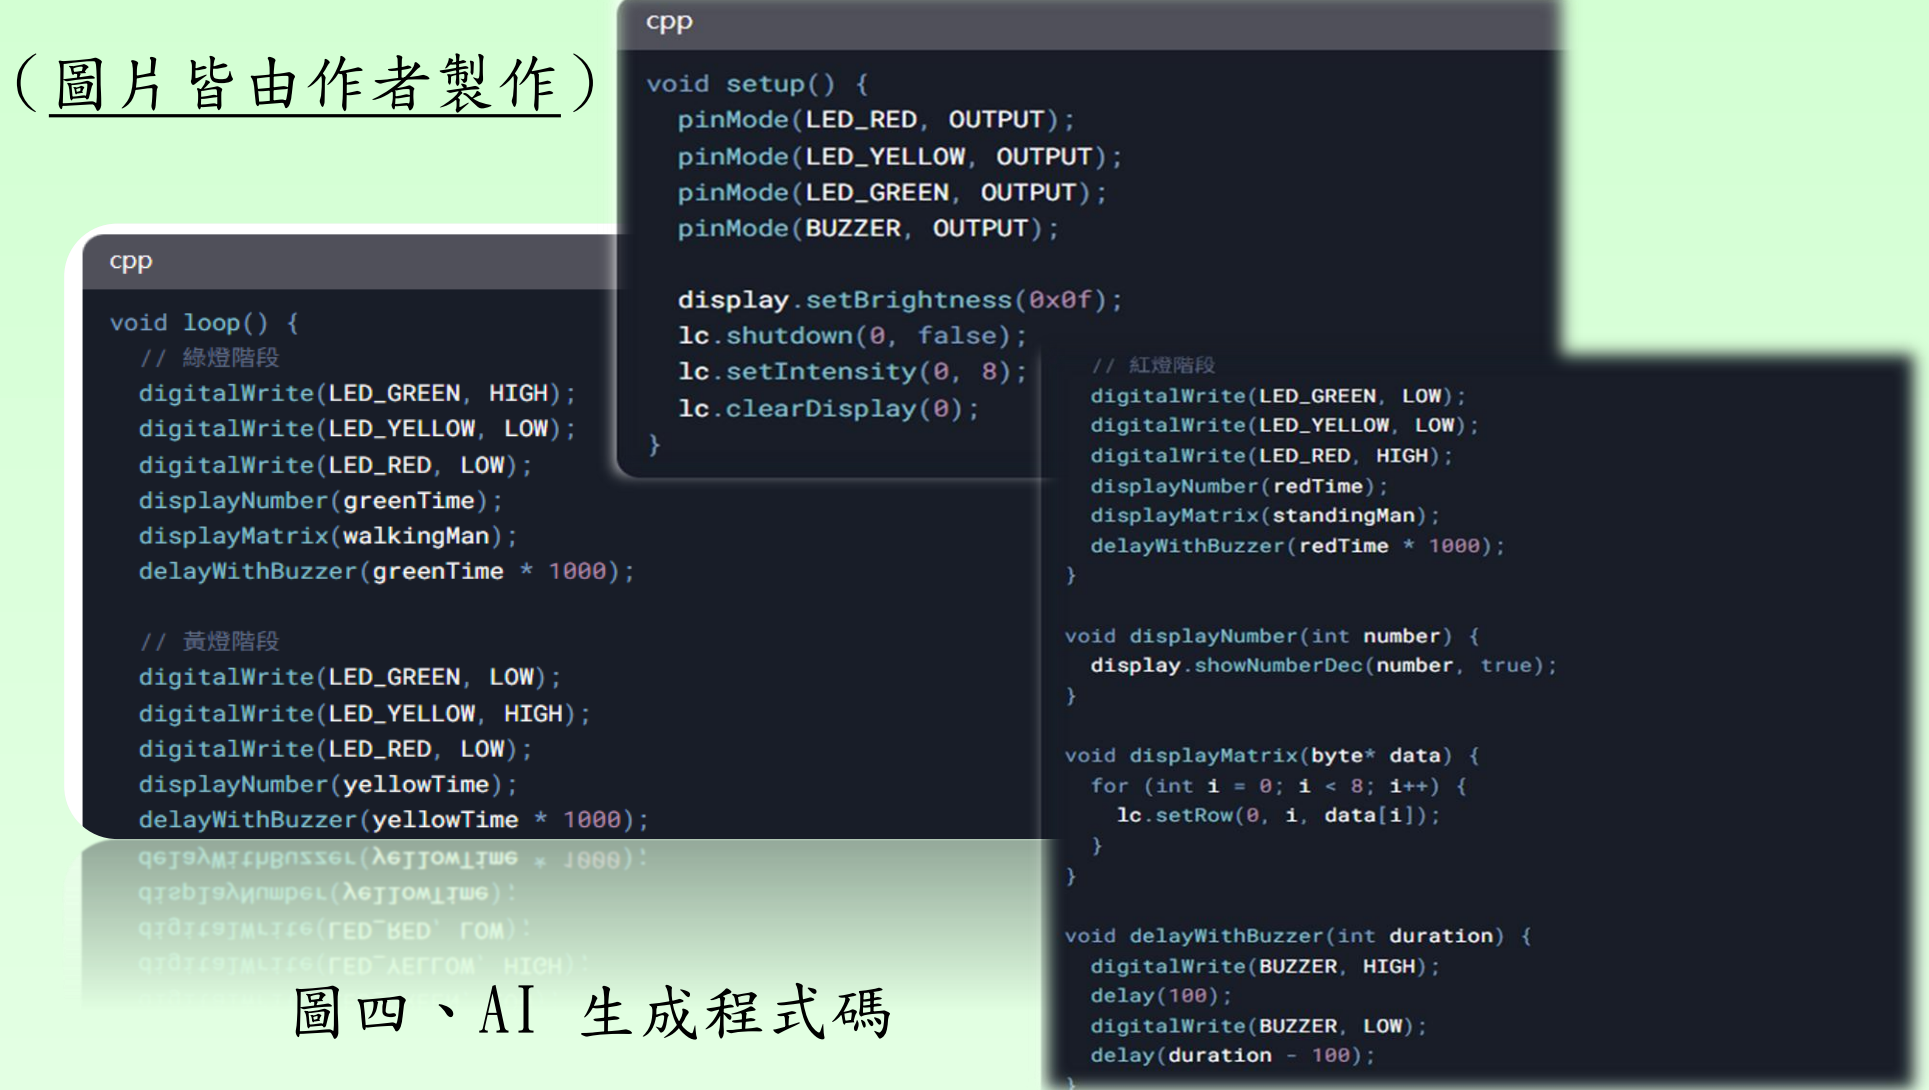 （圖片皆由作者製作）
cpp
void setup() {
pinMode(LED_RED, OUTPUT);
pinMode(LED_YELLOW, OUTPUT);
pinMode(LED_GREEN, OUTPUT);
pinMode(BUZZER, OUTPUT);
display.setBrightness(0x0f);
lc.shutdown(0, false);
lc.setIntensity(0, 8);
lc.clearDisplay(0);
}
cpp
void loop() {
// 綠燈階段
digitalWrite(LED_GREEN, HIGH);
digitalWrite(LED_YELLOW, LOW);
digitalWrite(LED_RED, LOW);
displayNumber(greenTime);
displayMatrix(walkingMan);
delayWithBuzzer(greenTime * 1000);
// 黃燈階段
digitalWrite(LED_GREEN, LOW);
digitalWrite(LED_YELLOW, HIGH);
digitalWrite(LED_RED, LOW);
displayNumber(yellowTime);
delayWithBuzzer(yellowTime * 1000);
// 紅燈階段
digitalWrite(LED_GREEN, LOW);
digitalWrite(LED_YELLOW, LOW);
digitalWrite(LED_RED, HIGH);
displayNumber(redTime);
displayMatrix(standingMan);
delayWithBuzzer(redTime * 1000);
}
void displayNumber(int number) {
display.showNumberDec(number, true);
}
void displayMatrix(byte* data) {
for (int i = 0; i < 8; i++) {
lc.setRow(0, i, data[i]);
}
}
void delayWithBuzzer(int duration) {
digitalWrite(BUZZER, HIGH);
delay(100);
digitalWrite(BUZZER, LOW);
delay(duration - 100);
}
圖四、AI 生成程式碼